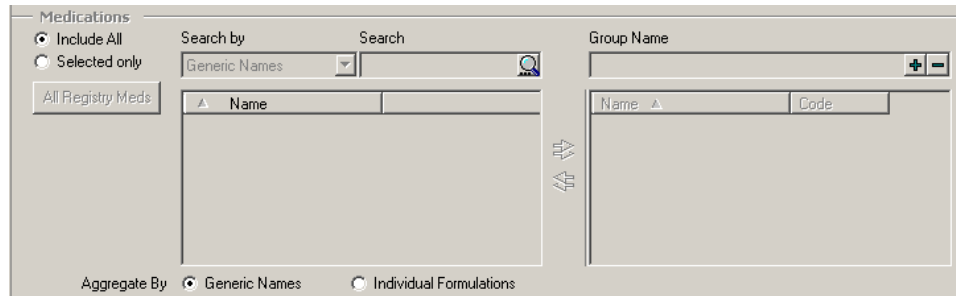 Medications
Include All
Search by
Search
Group Name
Selected only
Generic Names
All Registry Meds
Name
Name
Code
Aggregate By
Generic Names
Individual Formulations